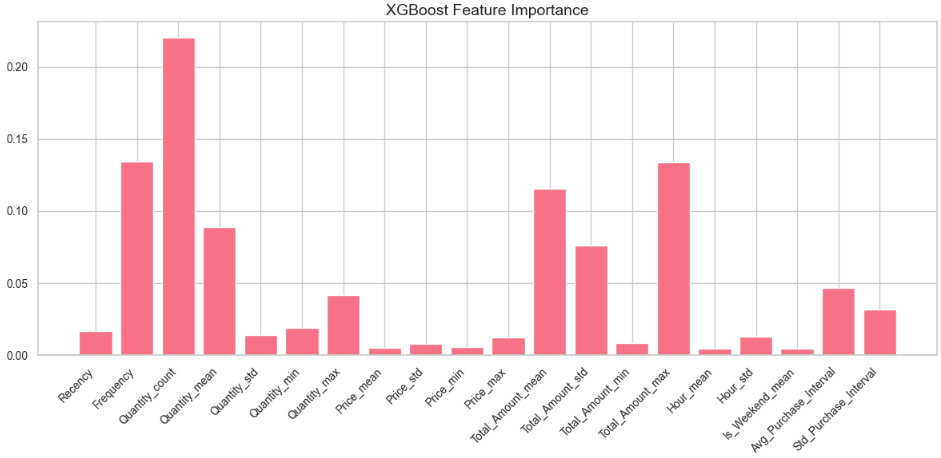 XGBoost Feature Importance
0.20
0.15
0.10
0.05
0.00
Recency
Frequency
Quantity_count
Quantity_mean
Quantity_std
Quantity_min
Quantity_max
Price_mean
Price_std
Price_min
Price_max
Total_Amount_mean
Total_Amount_std
Total_Amount_min
Total_Amount_max
Hour_mean
Hour_std
Is_Weekend_mean
Avg_Purchase_Interval
Std_Purchase_Interval